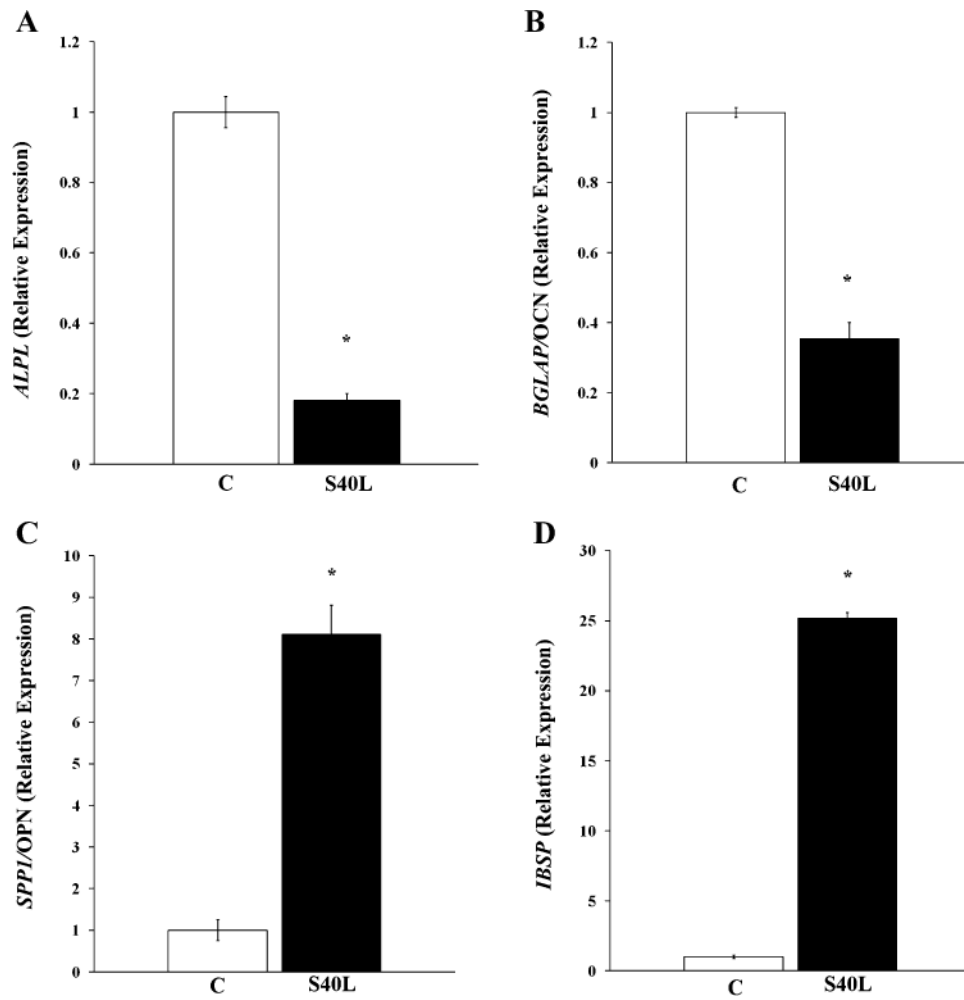 A
ALPL (Relative Expression)
1.2
1
0.8
0.6
0.4
0.2
0
*
C
S40L
B
BGLAP/OCN (Relative Expression)
1.2
1
0.8
0.6
0.4
0.2
0
*
C
S40L
C
SPP1/OPN (Relative Expression)
10
9
8
7
6
5
4
3
2
1
0
*
C
S40L
D
IBSP (Relative Expression)
30
25
20
15
10
5
0
*
C
S40L